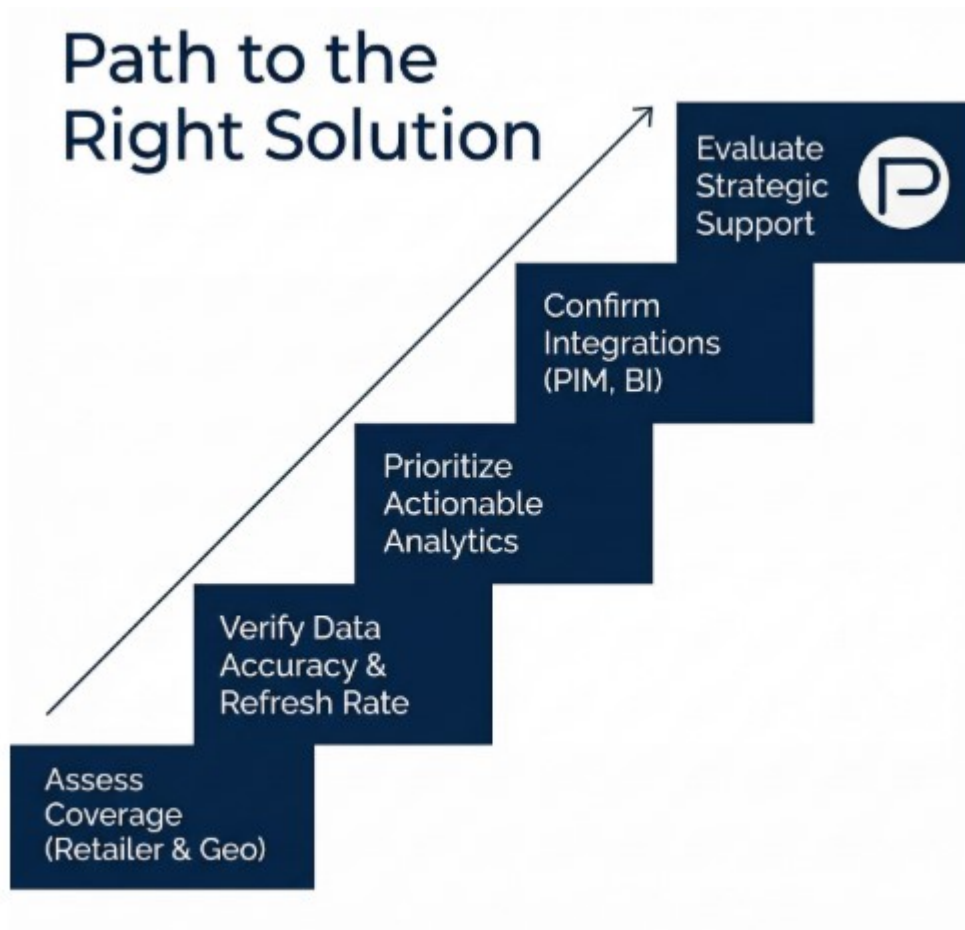 Path to the
Right Solution
Evaluate
Strategic
Support
P
Confirm
Integrations
(PIM, BI)
Prioritize
Actionable
Analytics
Verify Data
Accuracy &
Refresh Rate
Assess
Coverage
(Retailer & Geo)